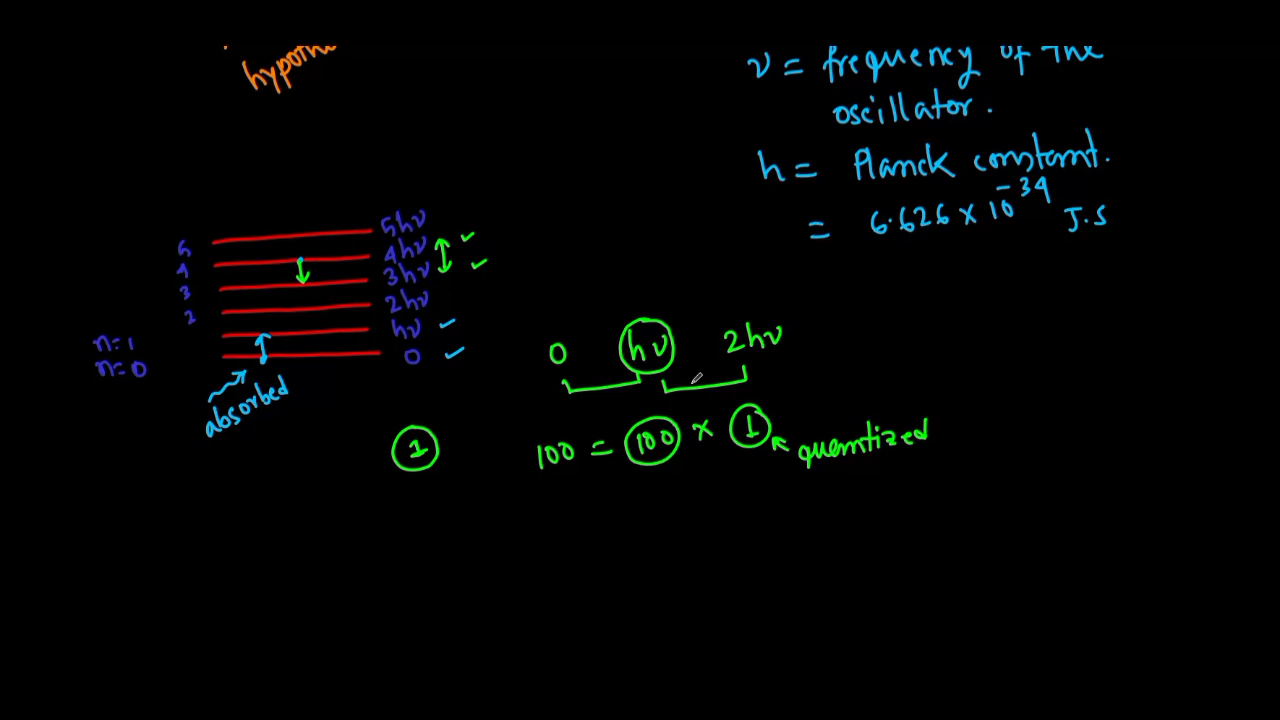 hypothe
ν = frequency of the
oscillator.
h = Planck constant.
= 6.626 × 10⁻³⁴ J.s
5 5hν
4 4hν
3 3hν
2 2hν
n=1 hν
n=0 0
absorbed
0 hν 2hν
1 100 = 100 × 1 quantized